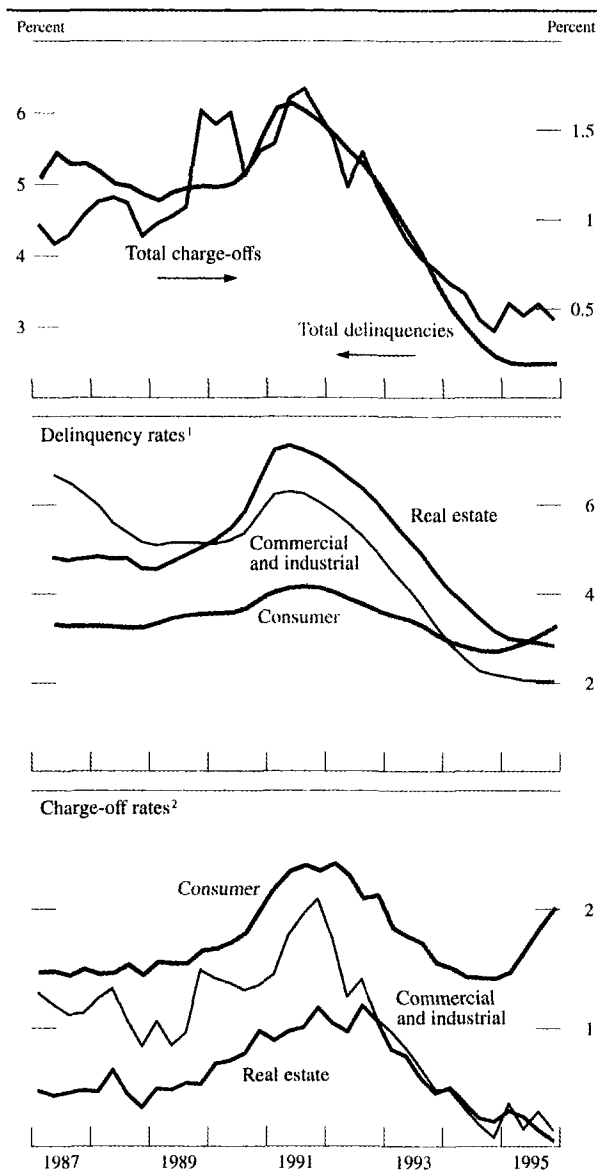 Percent Percent
6
1.5
5
1
4
Total charge-offs
0.5
3
Total delinquencies
Delinquency rates¹
6
Real estate
Commercial
and industrial
4
Consumer
2
Charge-off rates²
Consumer
2
Commercial
and industrial
1
Real estate
1987 1989 1991 1993 1995